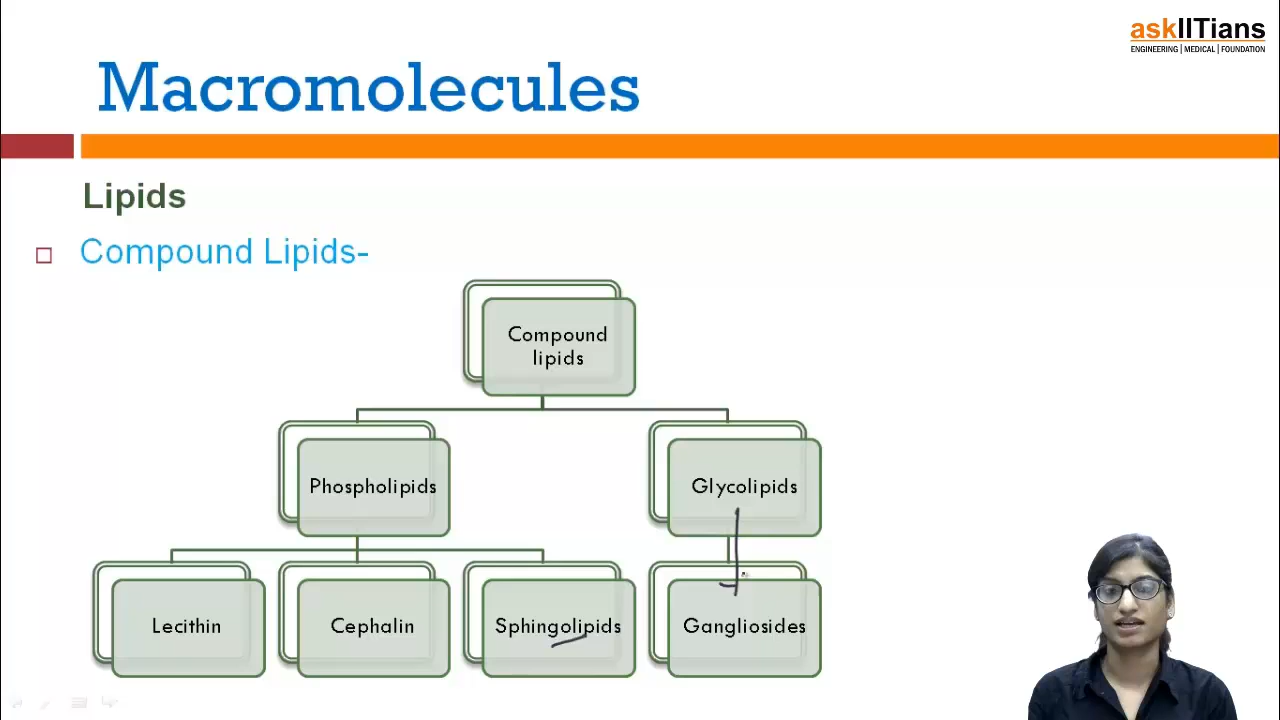 askIITians
ENGINEERING | MEDICAL | FOUNDATION
Macromolecules
Lipids
Compound Lipids-
Compound
lipids
Phospholipids
Glycolipids
Lecithin
Cephalin
Sphingolipids
Gangliosides